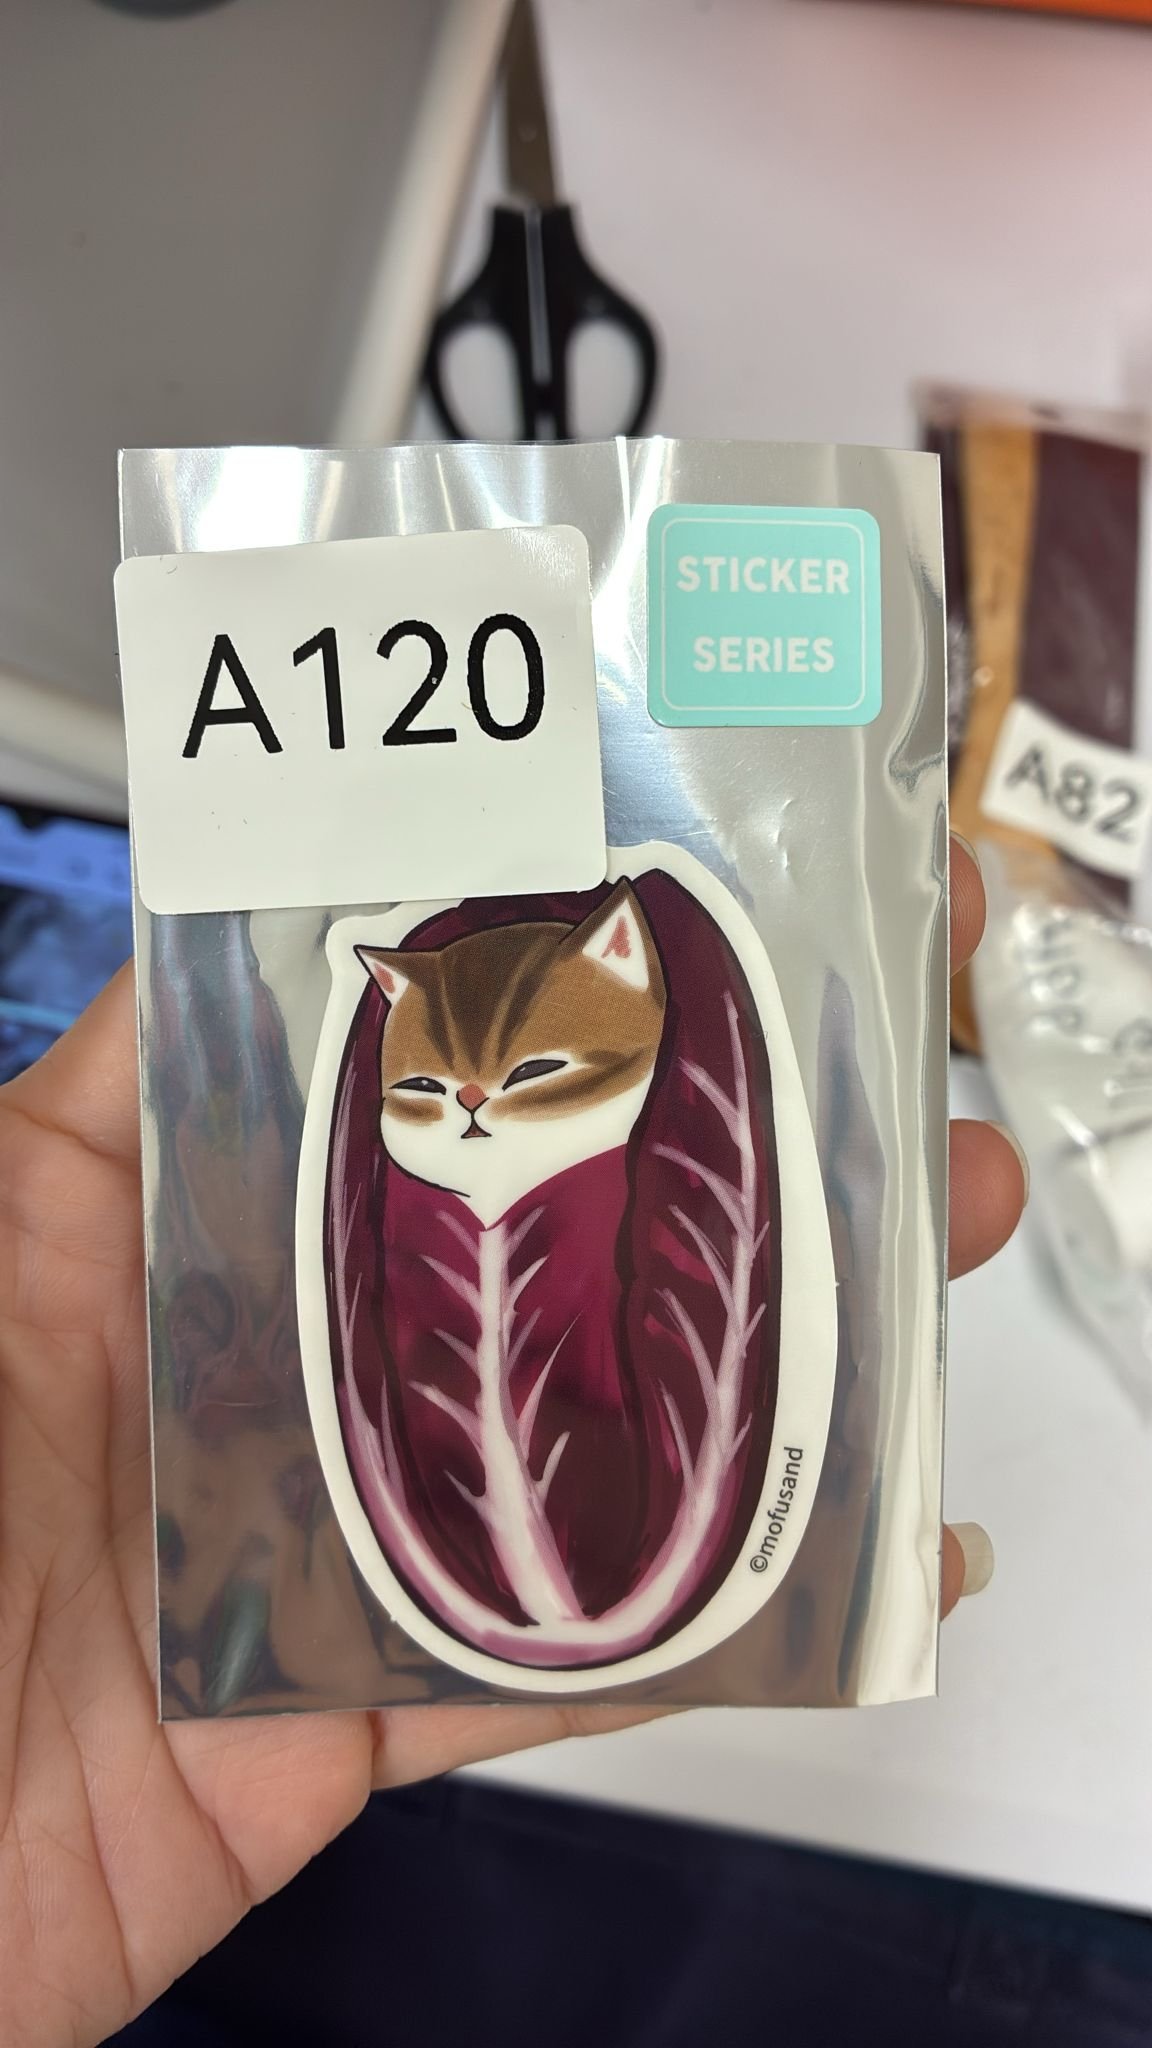 A120
STICKER
SERIES
A82
©mofusand